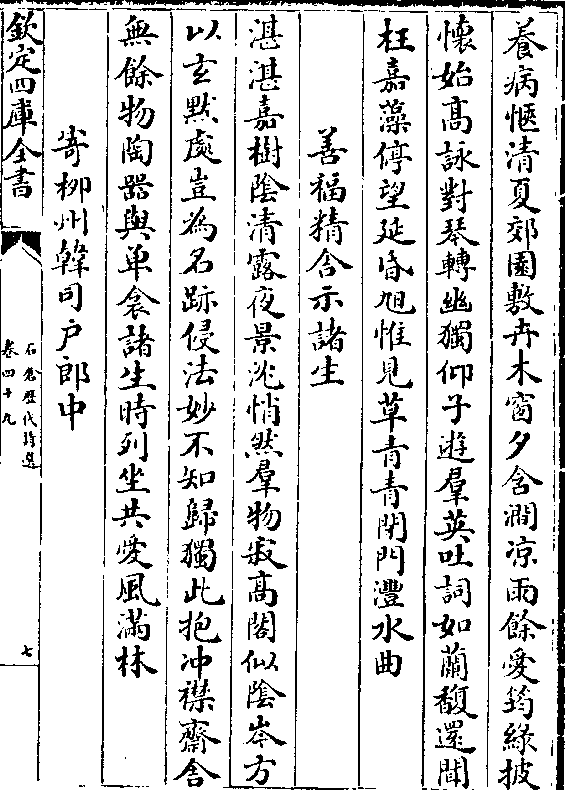 養病愜清夏郊園敷卉木窗夕含澗凉雨餘愛筠緑披
懷始高詠對琴轉幽獨仰子遊羣英吐詞如蘭馥還聞
枉嘉藻停望延昏旭惟見草青青閉門灃水曲
善福精舍示諸生
湛湛嘉樹陰清露夜景沈悄然羣物寂高閣似陰岑方
以玄默處豈為名跡侵法妙不知歸獨此抱冲襟齋舍
無餘物陶器與單衾諸生時列坐共愛風滿林
寄柳州韓司户郎中
欽定四庫全書
石倉歴代詩選
卷四十九
七